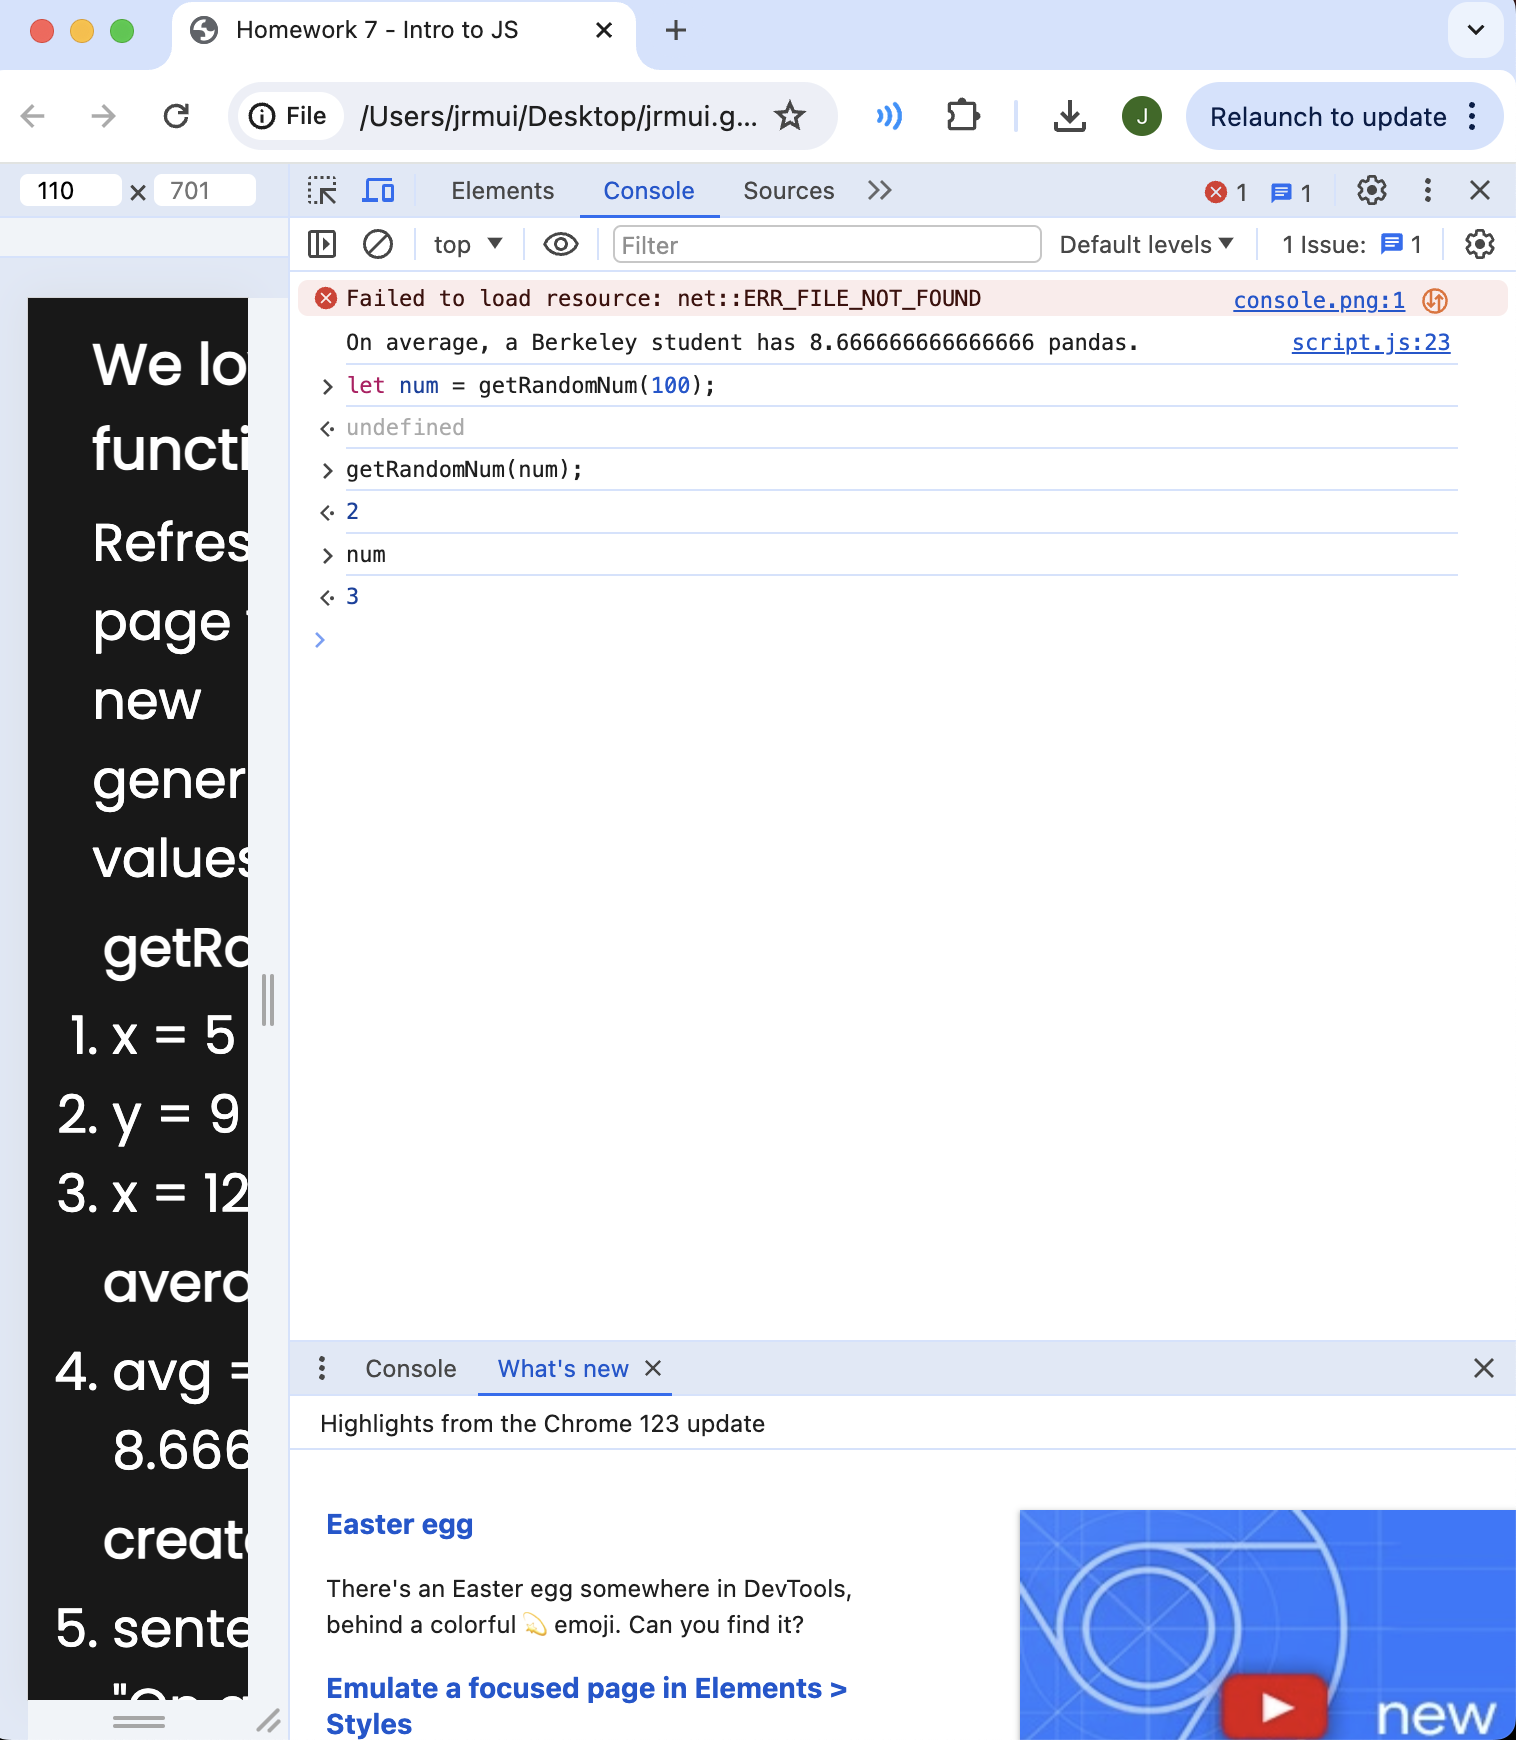 Homework 7 - Intro to JS
File /Users/jrmui/Desktop/jrmui.g...
J
Relaunch to update
110 × 701
Elements Console Sources 1 1
top Filter Default levels 1 Issue: 1
Failed to load resource: net::ERR_FILE_NOT_FOUND console.png:1
On average, a Berkeley student has 8.666666666666666 pandas. script.js:23
let num = getRandomNum(100);
undefined
getRandomNum(num);
2
num
3
We lo
functi
Refres
page
new
gener
values
getRa
1. x = 5
2. y = 9
3. x = 12
avera
4. avg =
8.666
creat
5. sente
"On a
Console What's new
Highlights from the Chrome 123 update
Easter egg
There's an Easter egg somewhere in DevTools,
behind a colorful 💫 emoji. Can you find it?
Emulate a focused page in Elements >
Styles
new